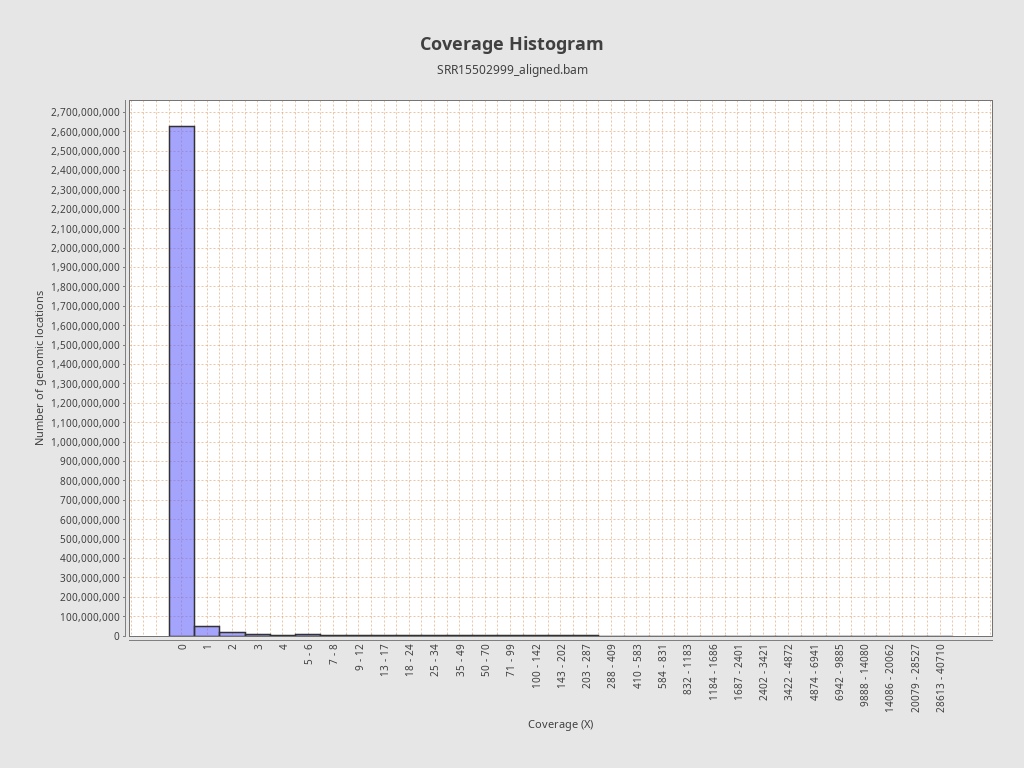 Coverage Histogram
SRR15502999_aligned.bam
Number of genomic locations
2,700,000,000
2,600,000,000
2,500,000,000
2,400,000,000
2,300,000,000
2,200,000,000
2,100,000,000
2,000,000,000
1,900,000,000
1,800,000,000
1,700,000,000
1,600,000,000
1,500,000,000
1,400,000,000
1,300,000,000
1,200,000,000
1,100,000,000
1,000,000,000
900,000,000
800,000,000
700,000,000
600,000,000
500,000,000
400,000,000
300,000,000
200,000,000
100,000,000
0
0
1
2
3
4
5 - 6
7 - 8
9 - 12
13 - 17
18 - 24
25 - 34
35 - 49
50 - 70
71 - 99
100 - 142
143 - 202
203 - 287
288 - 409
410 - 583
584 - 831
832 - 1183
1184 - 1686
1687 - 2401
2402 - 3421
3422 - 4872
4874 - 6941
6942 - 9885
9888 - 14080
14086 - 20062
20079 - 28527
28613 - 40710
Coverage (X)